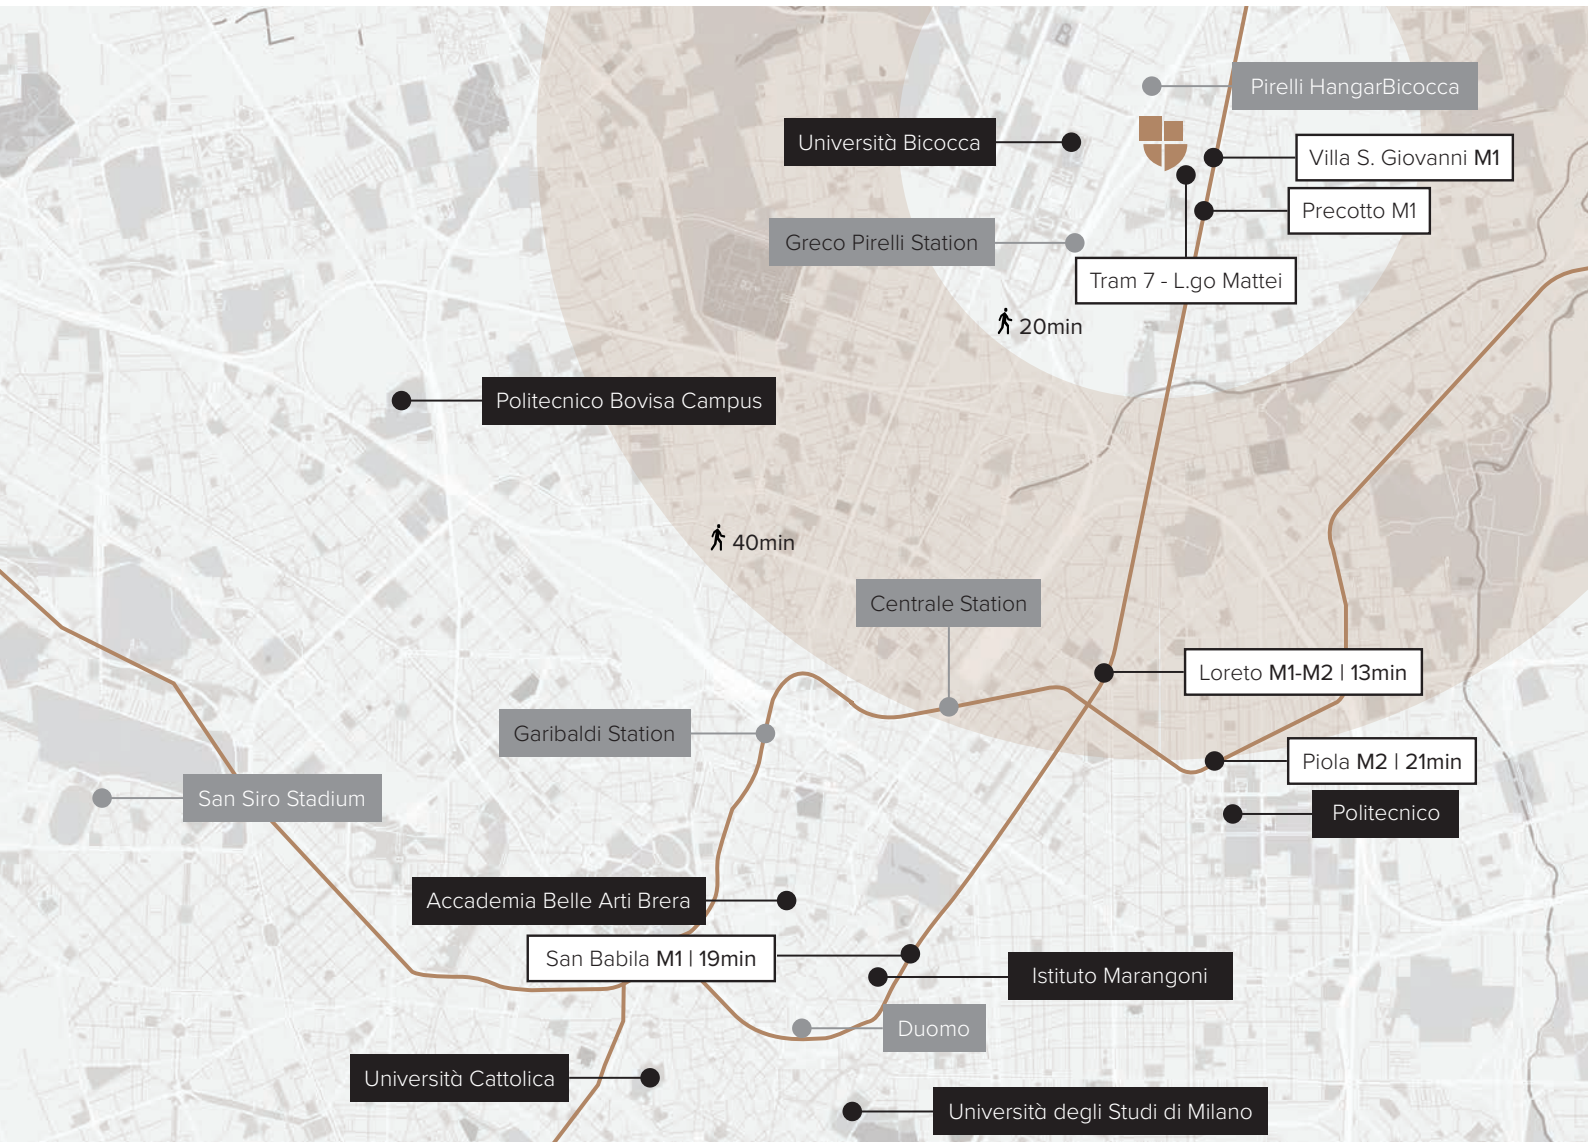 Pirelli HangarBicocca
Università Bicocca
Villa S. Giovanni M1
Precotto M1
Greco Pirelli Station
Tram 7 - L.go Mattei
20min
Politecnico Bovisa Campus
40min
Centrale Station
Loreto M1-M2 | 13min
Garibaldi Station
Piola M2 | 21min
San Siro Stadium
Politecnico
Accademia Belle Arti Brera
San Babila M1 | 19min
Istituto Marangoni
Duomo
Università Cattolica
Università degli Studi di Milano